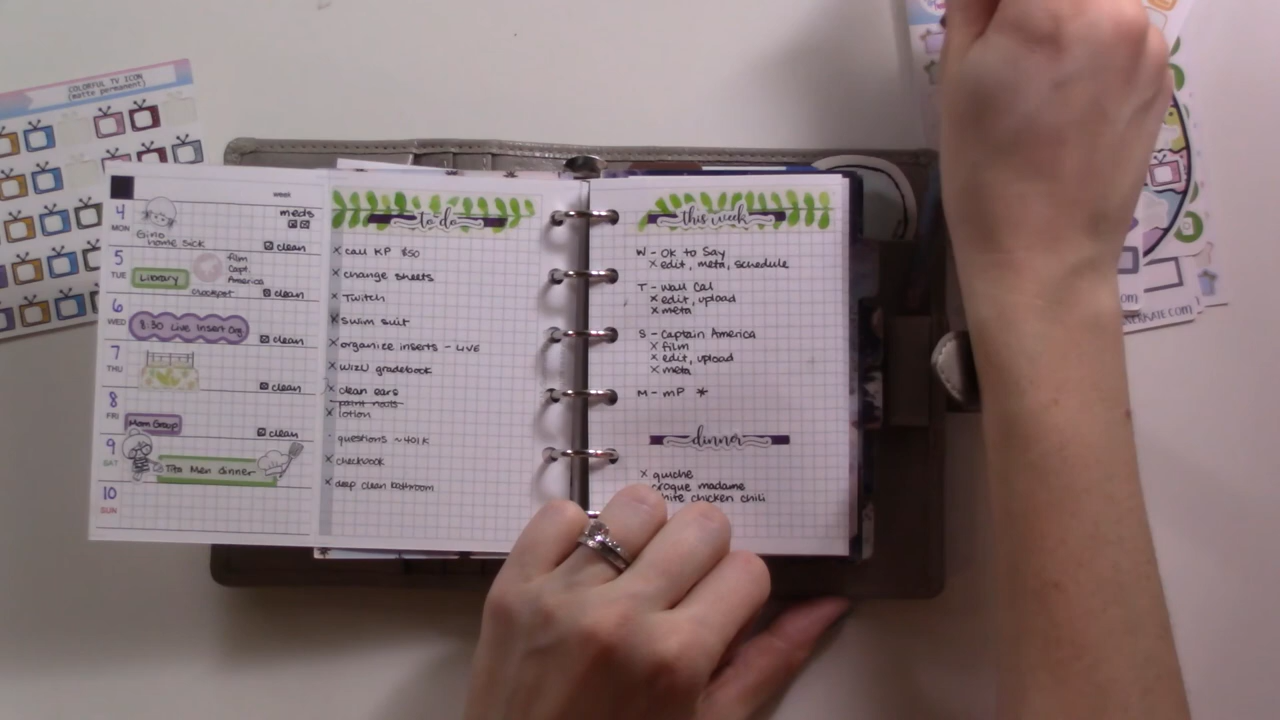 COLORFUL TV ICON
(matte permanent)
week
4
MON
meds
Gino
home sick
clean
5
TUE
Library
film
Capt.
America
crockpot
clean
6
WED
8:30 Live Insert Org.
clean
7
THU
clean
8
FRI
Mom Group
clean
9
SAT
Tita Men dinner
10
SUN
to do
x call KP $50
x change sheets
x Twitch
x swim suit
x organize inserts - LIVE
x WIZU gradebook
x clean ears
paint nails
x lotion
· questions ~401K
x checkbook
x deep clean bathroom
this week
W - Ok to Say
x edit, meta, schedule
T - Wall Cal
x edit, upload
x meta
S - Captain America
x film
x edit, upload
x meta
M - mP *
dinner
x quiche
croque madame
white chicken chili